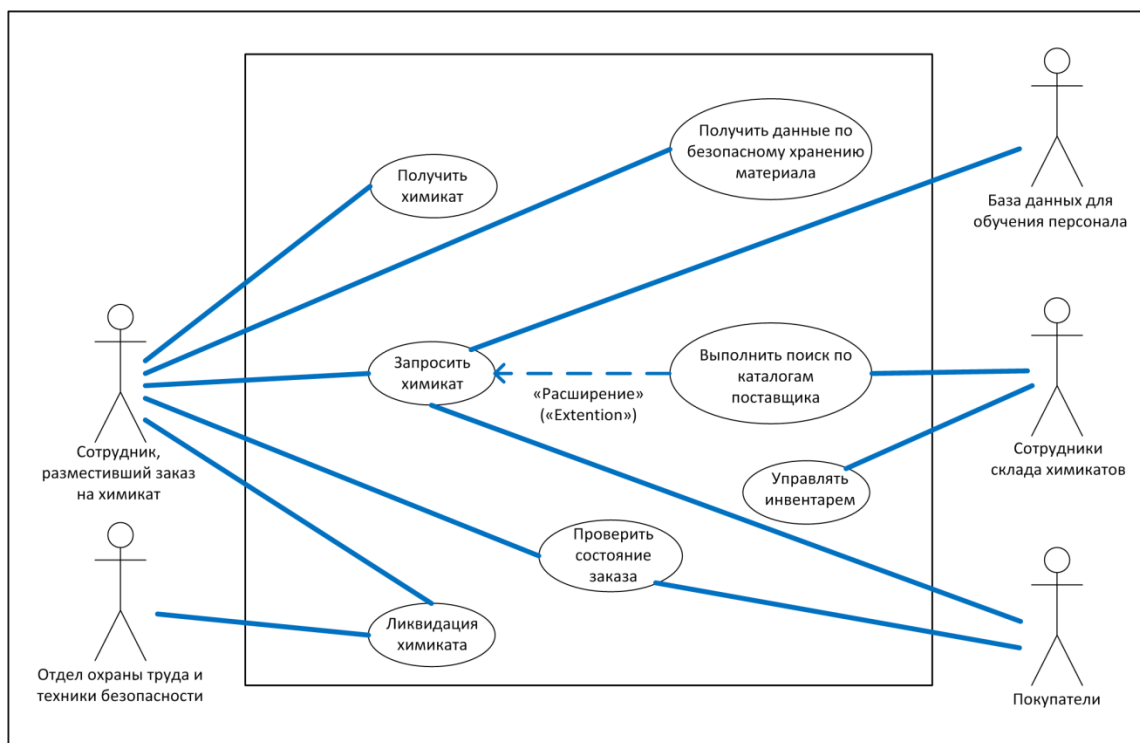 Получить данные по
безопасному хранению
материала
Получить
химикат
База данных для
обучения персонала
Запросить
химикат
«Расширение»
(«Extention»)
Выполнить поиск по
каталогам
поставщика
Сотрудник,
разместивший заказ
на химикат
Сотрудники
склада химикатов
Управлять
инвентарем
Проверить
состояние
заказа
Ликвидация
химиката
Отдел охраны труда и
техники безопасности
Покупатели